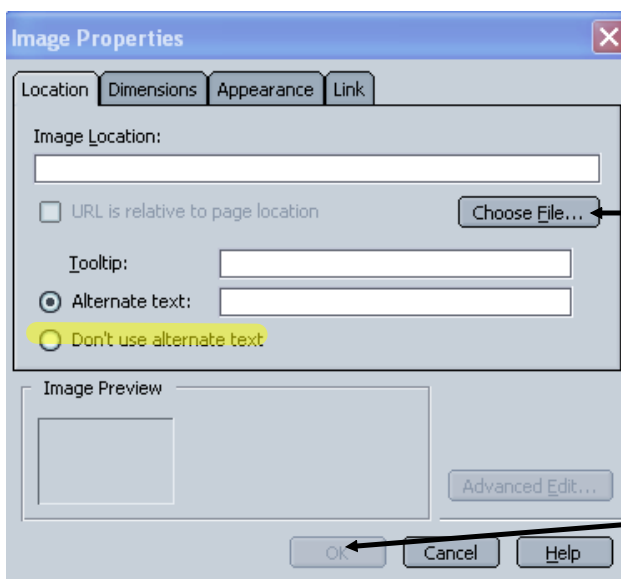 Image Properties
Location Dimensions Appearance Link
Image Location:
URL is relative to page location
Choose File...
Tooltip:
Alternate text:
Don't use alternate text
Image Preview
Advanced Edit...
OK Cancel Help